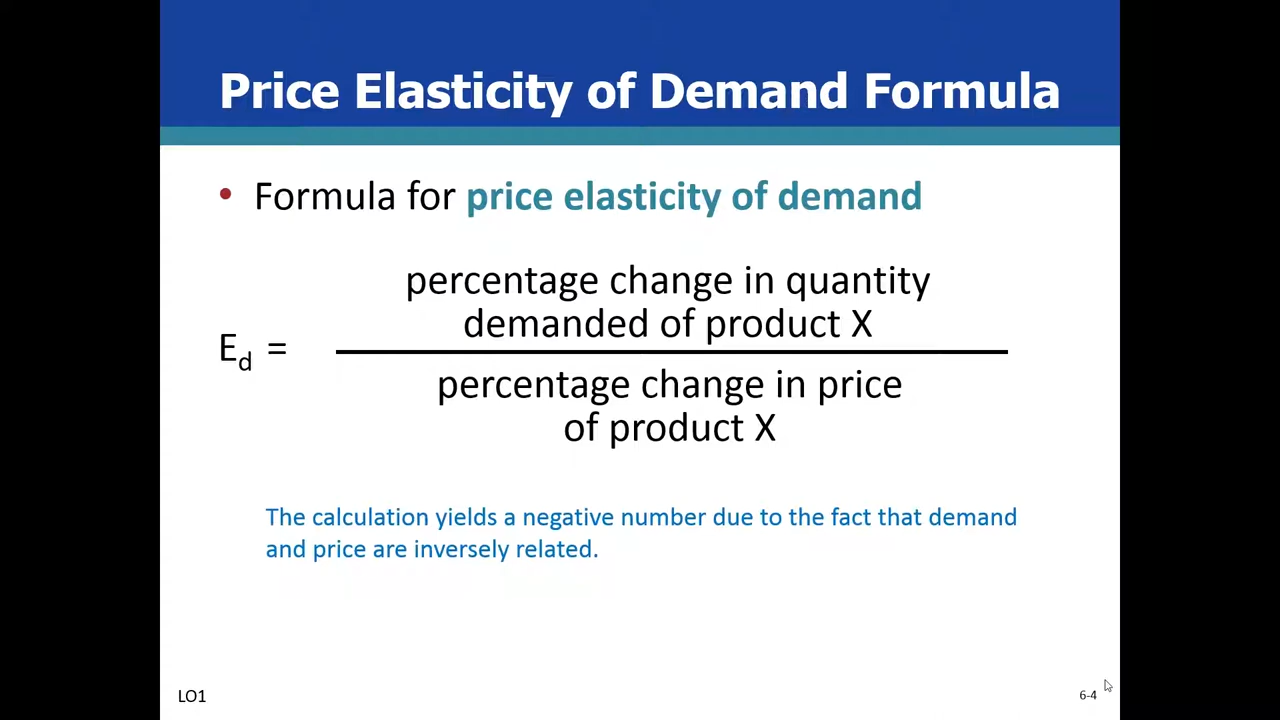 Price Elasticity of Demand Formula
• Formula for price elasticity of demand
percentage change in quantity
demanded of product X
Ed =
percentage change in price
of product X
The calculation yields a negative number due to the fact that demand
and price are inversely related.
LO1
6-4